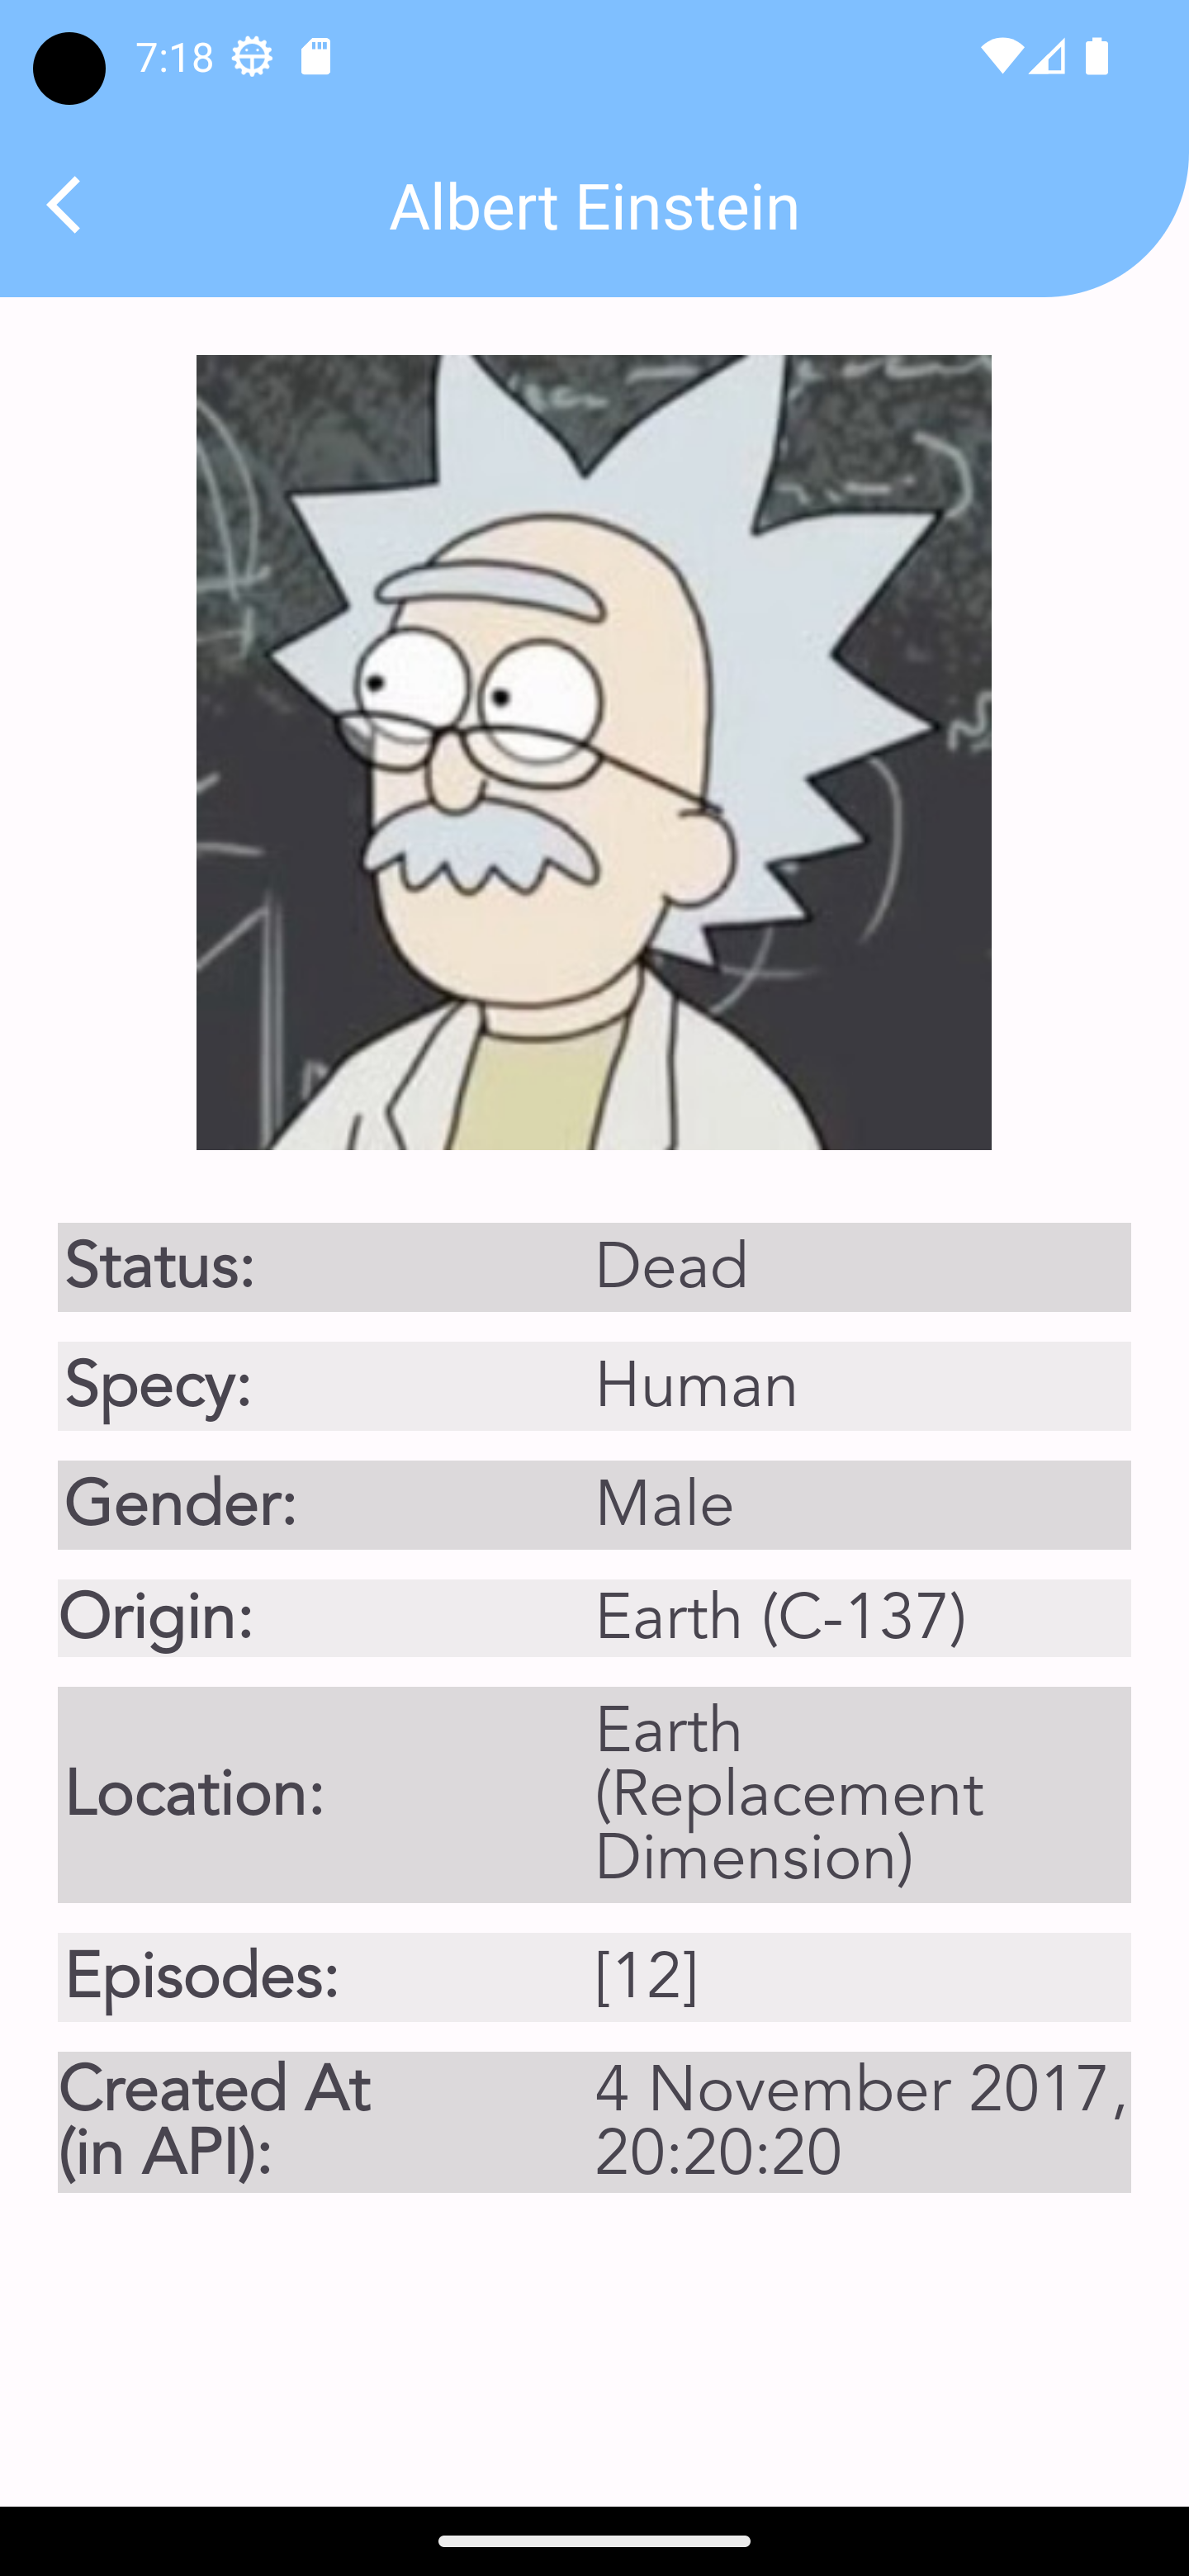 7:18
Albert Einstein
Status: Dead
Specy: Human
Gender: Male
Origin: Earth (C-137)
Location: Earth
(Replacement
Dimension)
Episodes: [12]
Created At 4 November 2017,
(in API): 20:20:20